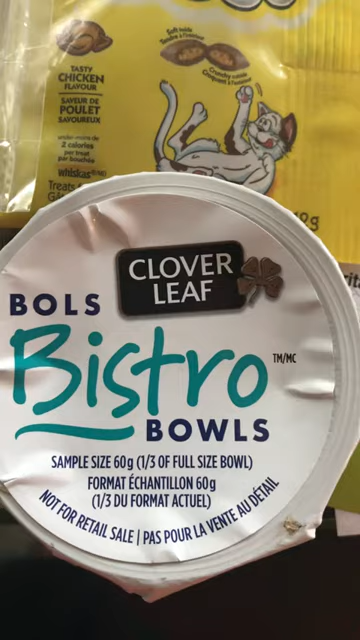 Soft Inside
Tendre à l'intérieur
TASTY
CHICKEN
FLAVOUR
SAVEUR DE
POULET
SAVOUREUX
Crunchy outside
Croquant à l'extérieur
2 calories
per treat
par bouchée
whiskas
Treats
CLOVER
LEAF
BOLS
Bistro
TM/MC
BOWLS
SAMPLE SIZE 60g (1/3 OF FULL SIZE BOWL)
FORMAT ÉCHANTILLON 60g
(1/3 DU FORMAT ACTUEL)
NOT FOR RETAIL SALE | PAS POUR LA VENTE AU DÉTAIL